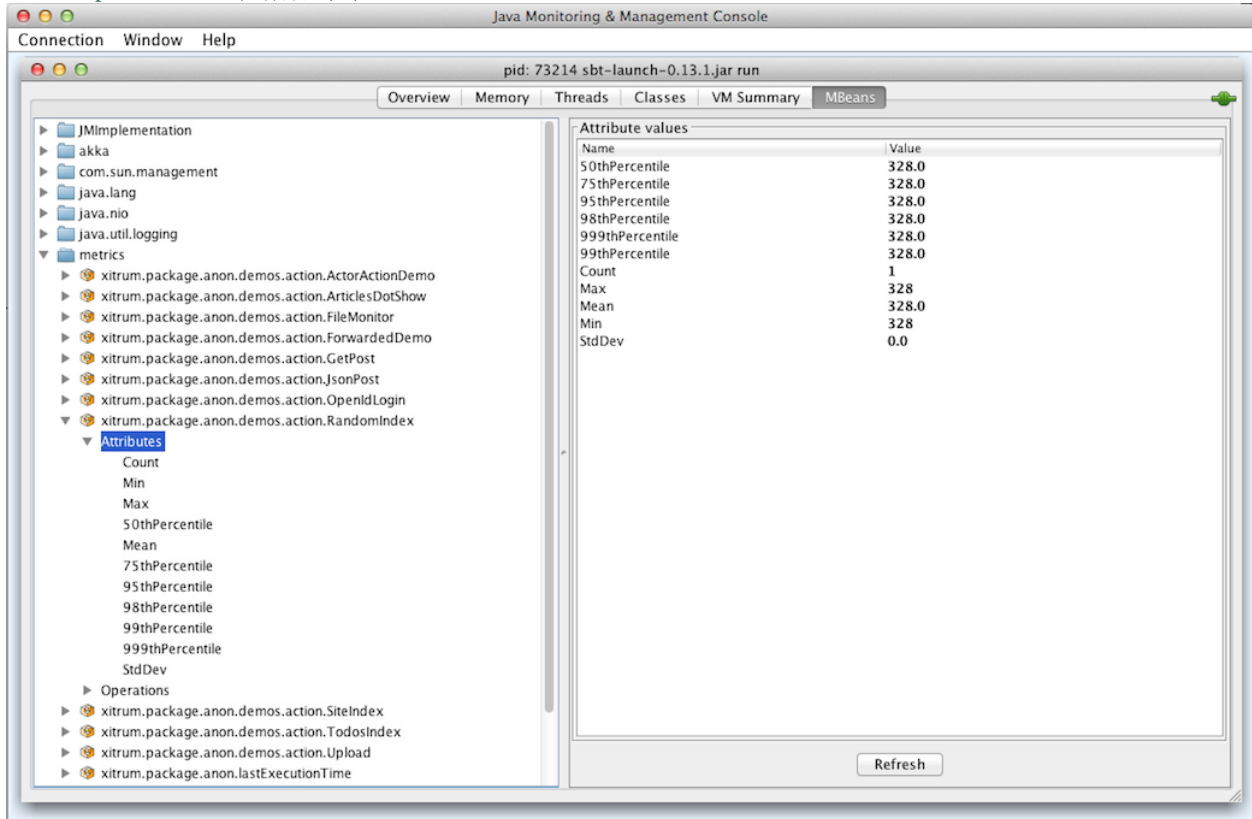 Java Monitoring & Management Console
Connection Window Help
pid: 73214 sbt-launch-0.13.1.jar run
Overview Memory Threads Classes VM Summary MBeans
JMImplementation
akka
com.sun.management
java.lang
java.nio
java.util.logging
metrics
xitrum.package.anon.demos.action.ActorActionDemo
xitrum.package.anon.demos.action.ArticlesDotShow
xitrum.package.anon.demos.action.FileMonitor
xitrum.package.anon.demos.action.ForwardedDemo
xitrum.package.anon.demos.action.GetPost
xitrum.package.anon.demos.action.JsonPost
xitrum.package.anon.demos.action.OpenIdLogin
xitrum.package.anon.demos.action.RandomIndex
Attributes
Count
Min
Max
50thPercentile
Mean
75thPercentile
95thPercentile
98thPercentile
99thPercentile
999thPercentile
StdDev
Operations
xitrum.package.anon.demos.action.SiteIndex
xitrum.package.anon.demos.action.TodosIndex
xitrum.package.anon.demos.action.Upload
xitrum.package.anon.lastExecutionTime
Attribute values
Name Value
50thPercentile 328.0
75thPercentile 328.0
95thPercentile 328.0
98thPercentile 328.0
999thPercentile 328.0
99thPercentile 328.0
Count 1
Max 328
Mean 328.0
Min 328
StdDev 0.0
Refresh